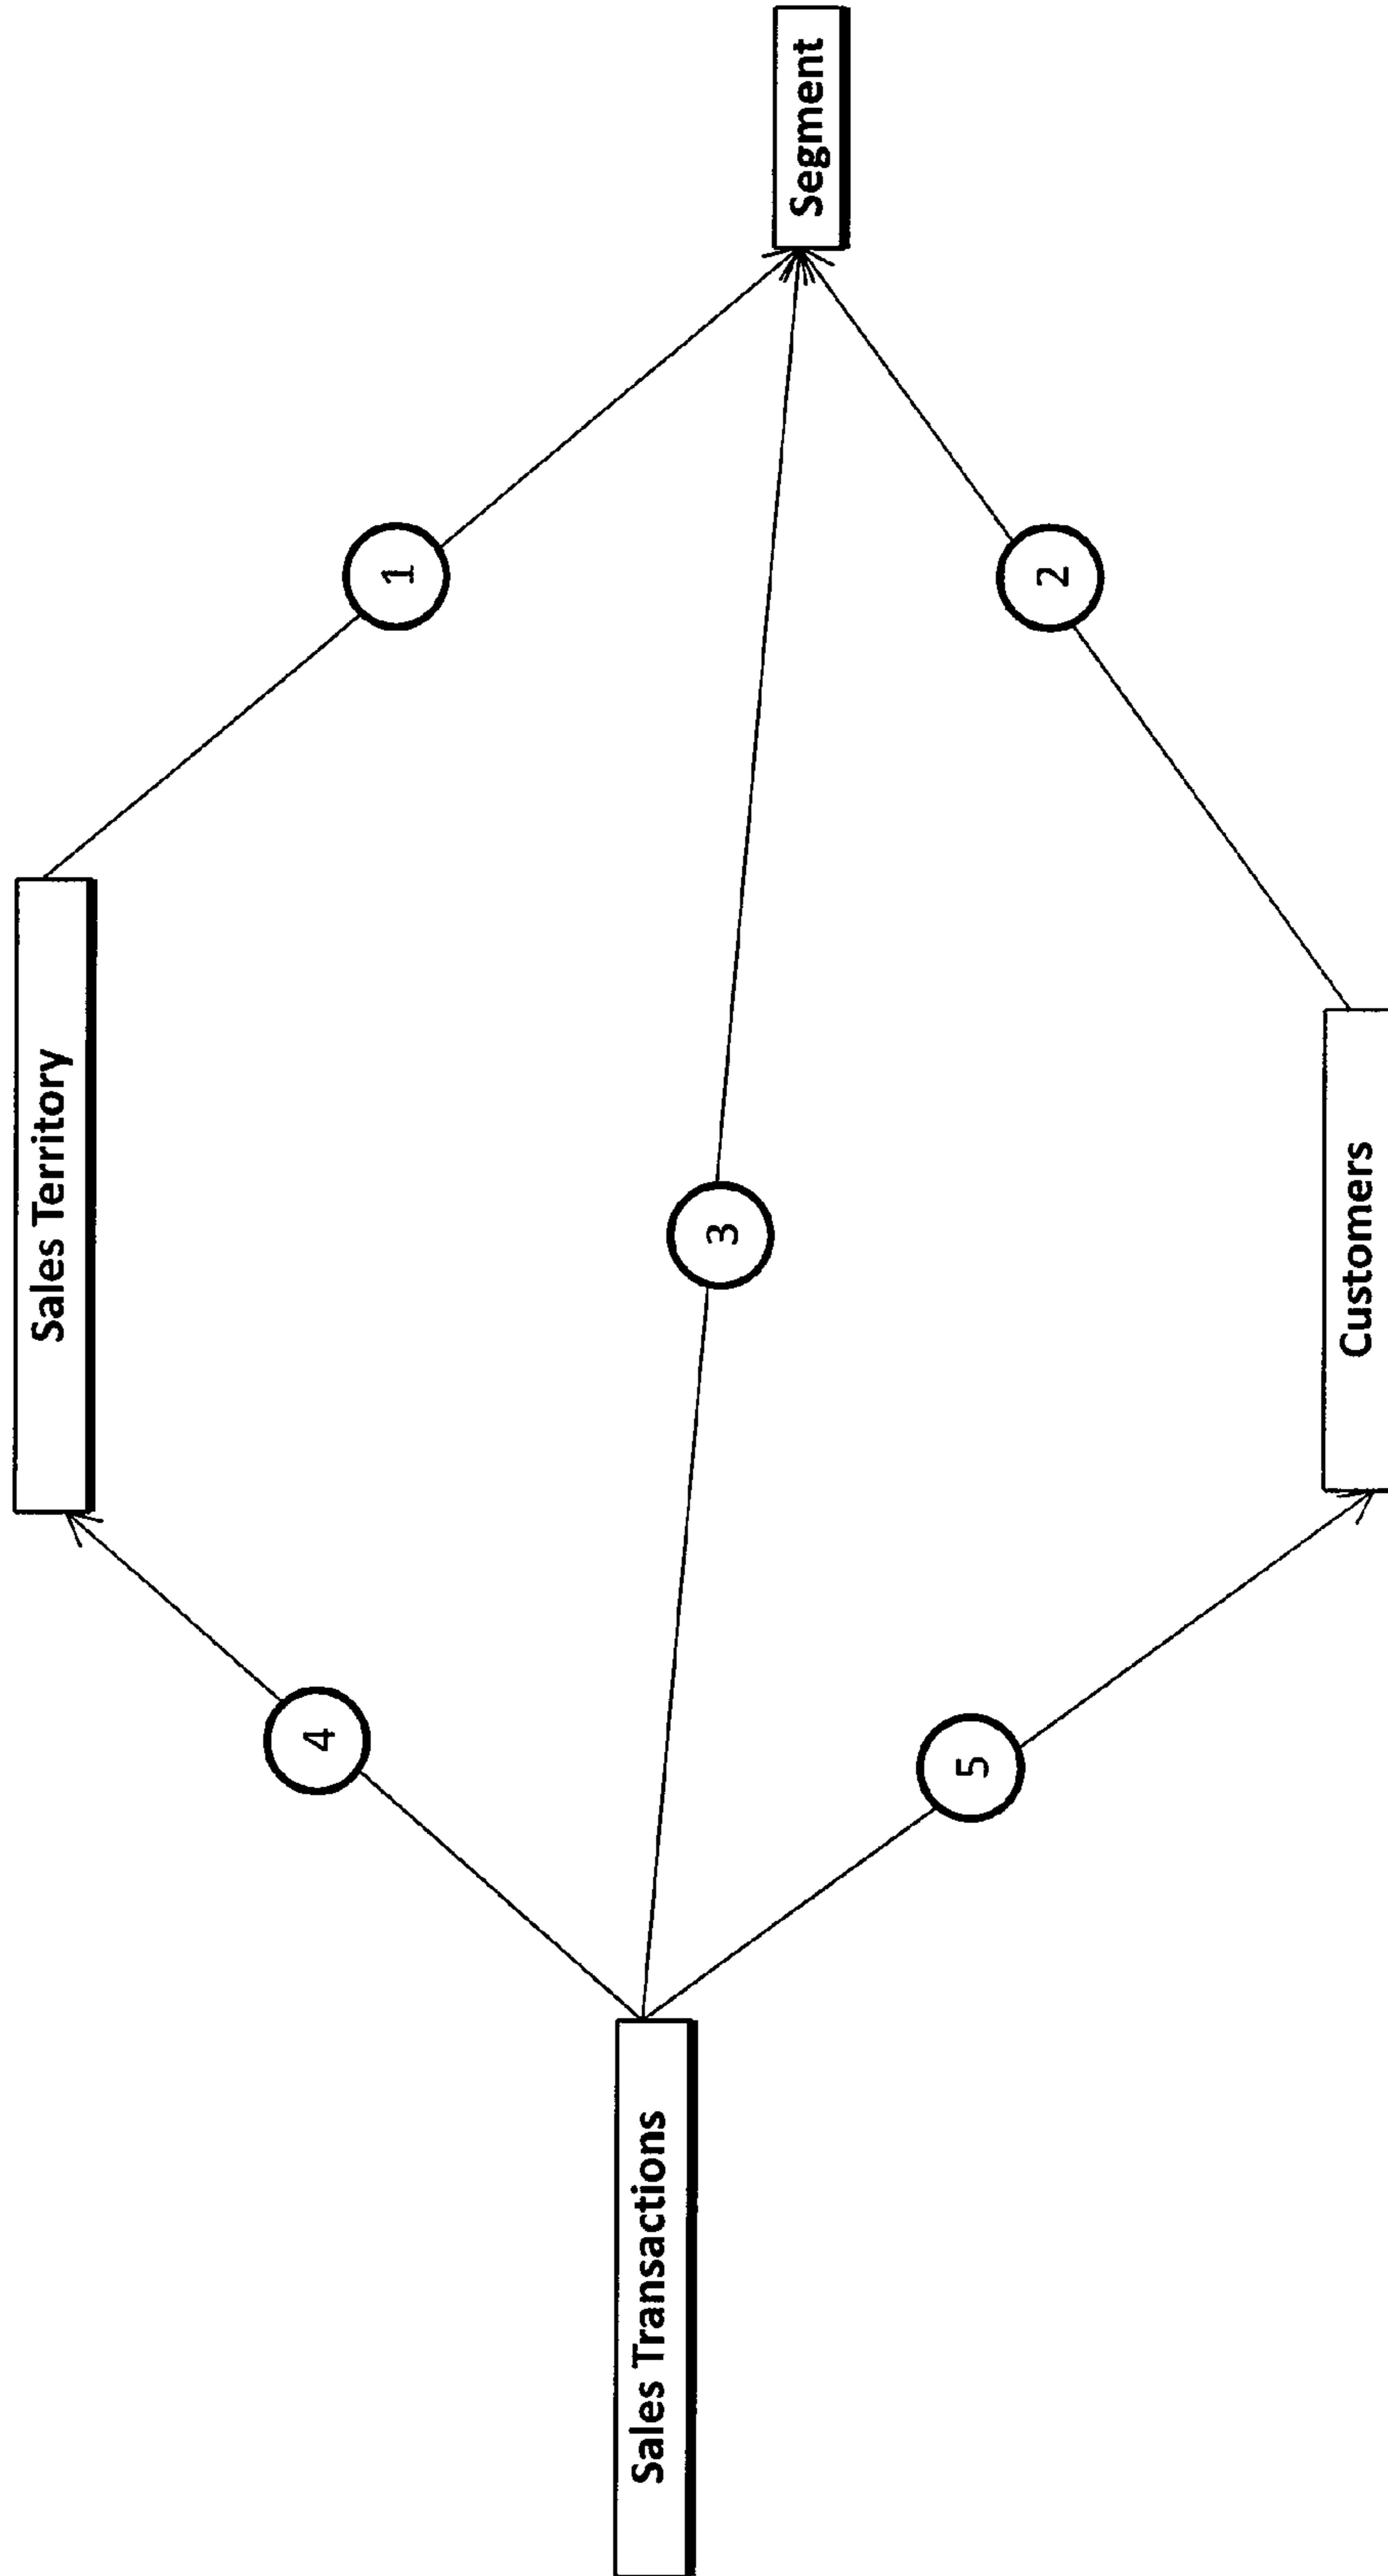 Sales Territory
4
1
Sales Transactions
3
Segment
5
2
Customers